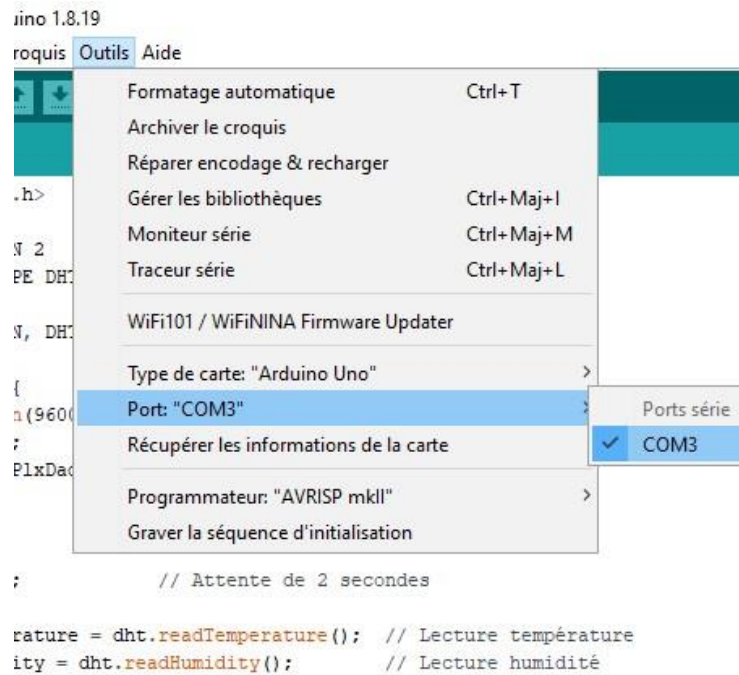 uino 1.8.19
roquis Outils Aide
Formatage automatique Ctrl+T
Archiver le croquis
Réparer encodage & recharger
.h> Gérer les bibliothèques Ctrl+Maj+I
N 2 Moniteur série Ctrl+Maj+M
PE DHT Traceur série Ctrl+Maj+L
N, DHT WiFi101 / WiFiNINA Firmware Updater
{ Type de carte: "Arduino Uno"
n(960 Port: "COM3" Ports série
; Récupérer les informations de la carte COM3
PlxDaq
Programmateur: "AVRISP mkII"
Graver la séquence d'initialisation
; // Attente de 2 secondes
rature = dht.readTemperature(); // Lecture température
ity = dht.readHumidity(); // Lecture humidité